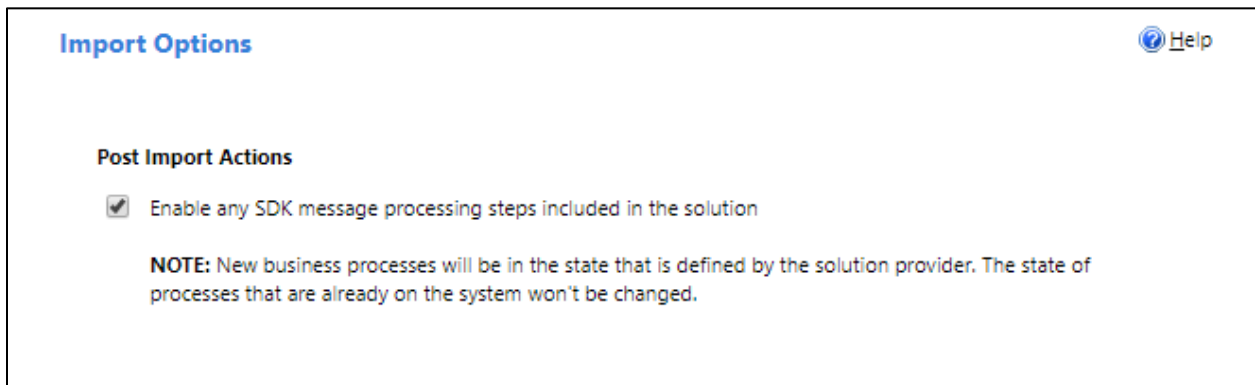 Import Options
Help
Post Import Actions
Enable any SDK message processing steps included in the solution
NOTE: New business processes will be in the state that is defined by the solution provider. The state of
processes that are already on the system won't be changed.